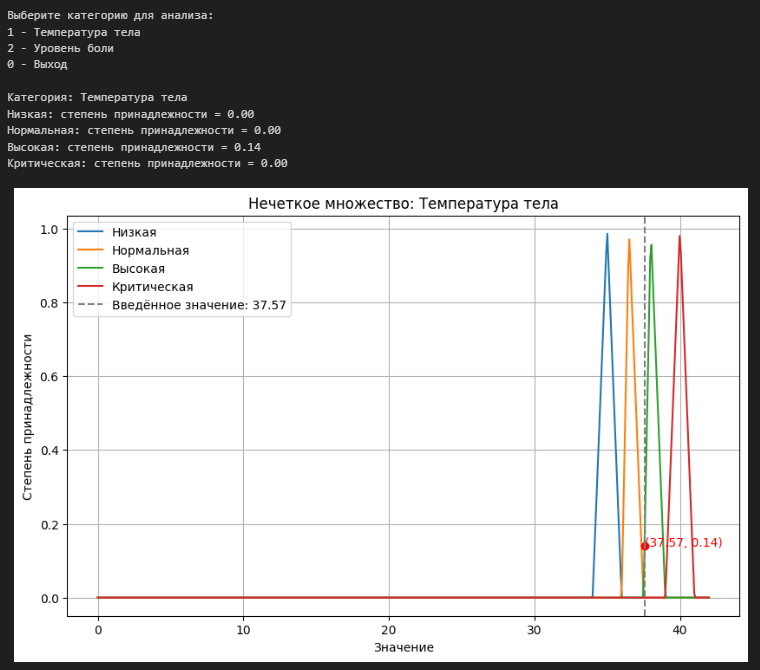 Выберите категорию для анализа:
1 - Температура тела
2 - Уровень боли
0 - Выход
Категория: Температура тела
Низкая: степень принадлежности = 0.00
Нормальная: степень принадлежности = 0.00
Высокая: степень принадлежности = 0.14
Критическая: степень принадлежности = 0.00
Нечеткое множество: Температура тела
Низкая
Нормальная
Высокая
Критическая
Введённое значение: 37.57
Степень принадлежности
1.0
0.8
0.6
0.4
0.2
0.0
(37.57, 0.14)
0
10
20
30
40
Значение